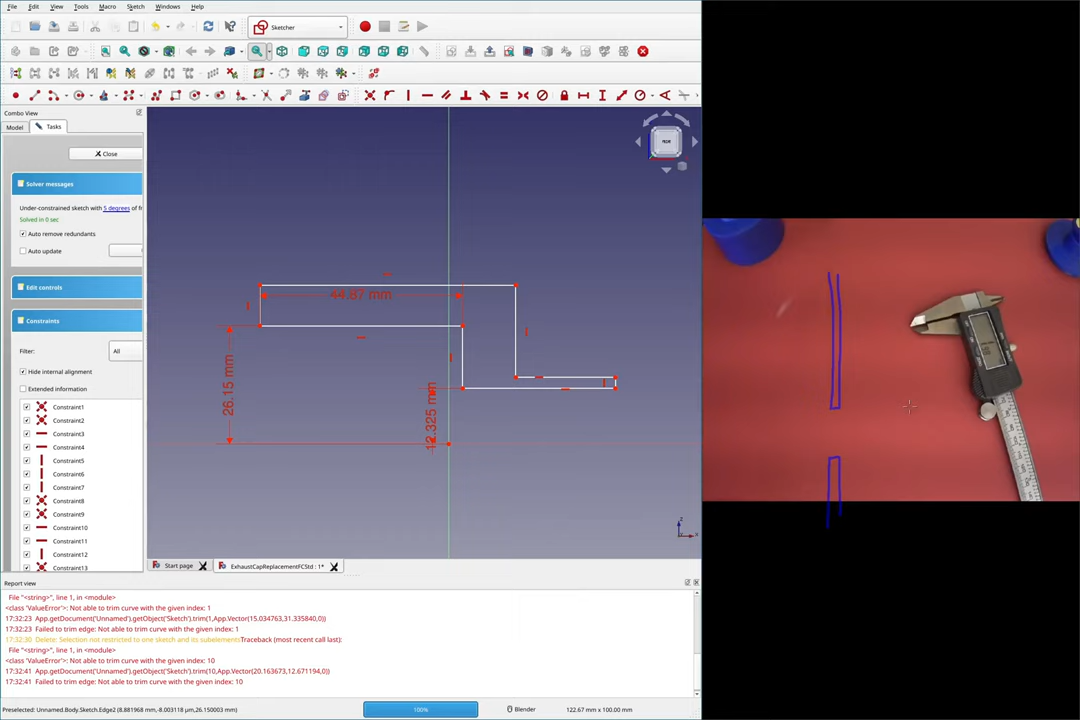 File Edit View Tools Macro Sketch Windows Help
Sketcher
Combo View
Model Tasks
Close
Solver messages
Under-constrained sketch with 5 degrees of fr
Solved in 0 sec
Auto remove redundants
Auto update
Edit controls
Constraints
Filter: All
Hide internal alignment
Extended information
Constraint1
Constraint2
Constraint3
Constraint4
Constraint5
Constraint6
Constraint7
Constraint8
Constraint9
Constraint10
Constraint11
Constraint12
Constraint13
44.87 mm
26.15 mm
12.325 mm
Start page
ExhaustCapReplacementFCStd : 1*
Report view
File "<string>", line 1, in <module>
<class 'ValueError'>: Not able to trim curve with the given index: 1
17:32:23 App.getDocument('Unnamed').getObject('Sketch').trim(1,App.Vector(15.034763,31.335840,0))
17:32:23 Failed to trim edge: Not able to trim curve with the given index: 1
17:32:30 Delete: Selection not restricted to one sketch and its subelementsTraceback (most recent call last):
File "<string>", line 1, in <module>
<class 'ValueError'>: Not able to trim curve with the given index: 10
17:32:41 App.getDocument('Unnamed').getObject('Sketch').trim(10,App.Vector(20.163673,12.671194,0))
17:32:41 Failed to trim edge: Not able to trim curve with the given index: 10
Preselected: Unnamed.Body.Sketch.Edge2 (8.881968 mm,-8.003118 µm,26.150003 mm)
100%
Blender
122.67 mm x 100.00 mm